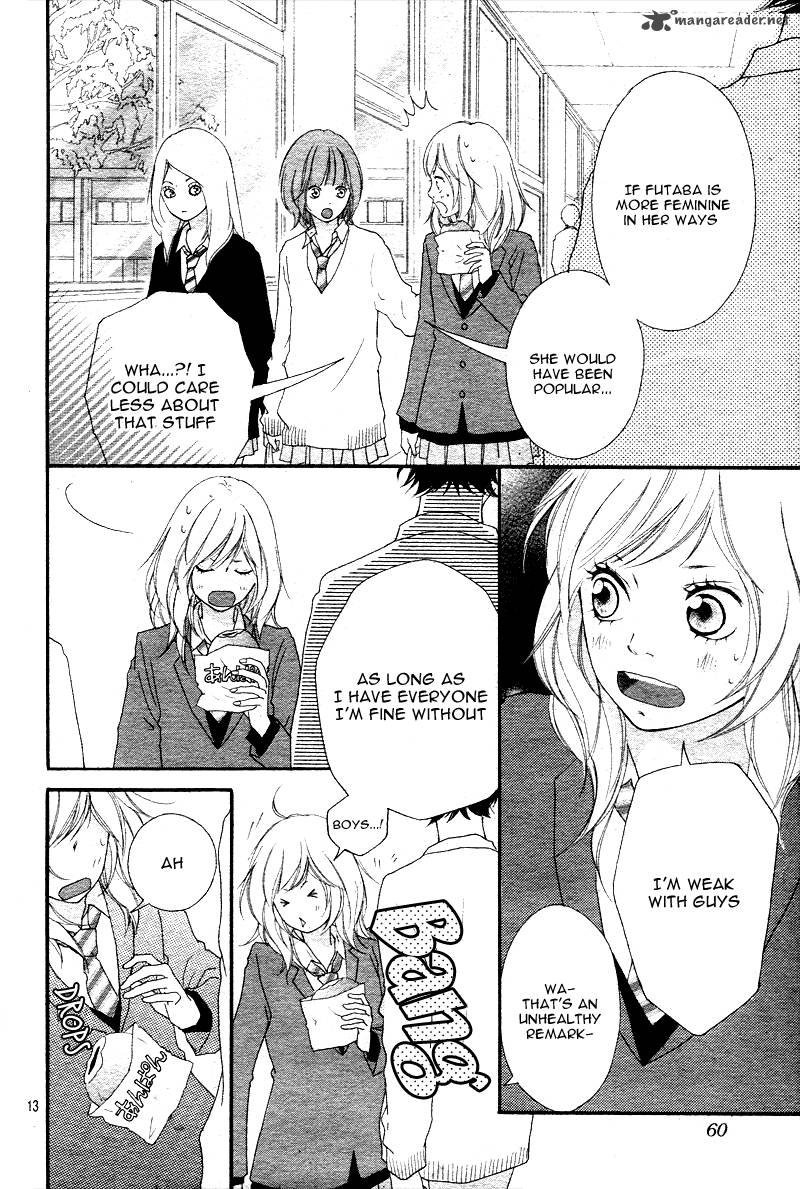 mangareader.net
IF FUTABA IS
MORE FEMININE
IN HER WAYS
SHE WOULD
HAVE BEEN
POPULAR...
WHA...?! I
COULD CARE
LESS ABOUT
THAT STUFF
I'M WEAK
WITH GUYS
WA-
THAT'S AN
UNHEALTHY
REMARK-
AS LONG AS
I HAVE EVERYONE
I'M FINE WITHOUT
BOYS...!
Bang
AH
DROPS
13
60